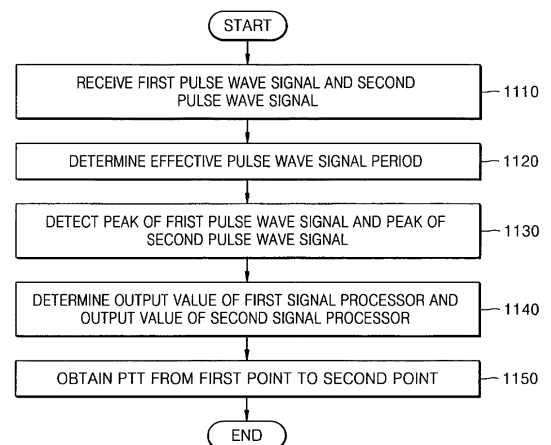 START
RECEIVE FIRST PULSE WAVE SIGNAL AND SECOND
PULSE WAVE SIGNAL
1110
DETERMINE EFFECTIVE PULSE WAVE SIGNAL PERIOD
1120
DETECT PEAK OF FRIST PULSE WAVE SIGNAL AND PEAK OF
SECOND PULSE WAVE SIGNAL
1130
DETERMINE OUTPUT VALUE OF FIRST SIGNAL PROCESSOR AND
OUTPUT VALUE OF SECOND SIGNAL PROCESSOR
1140
OBTAIN PTT FROM FIRST POINT TO SECOND POINT
1150
END